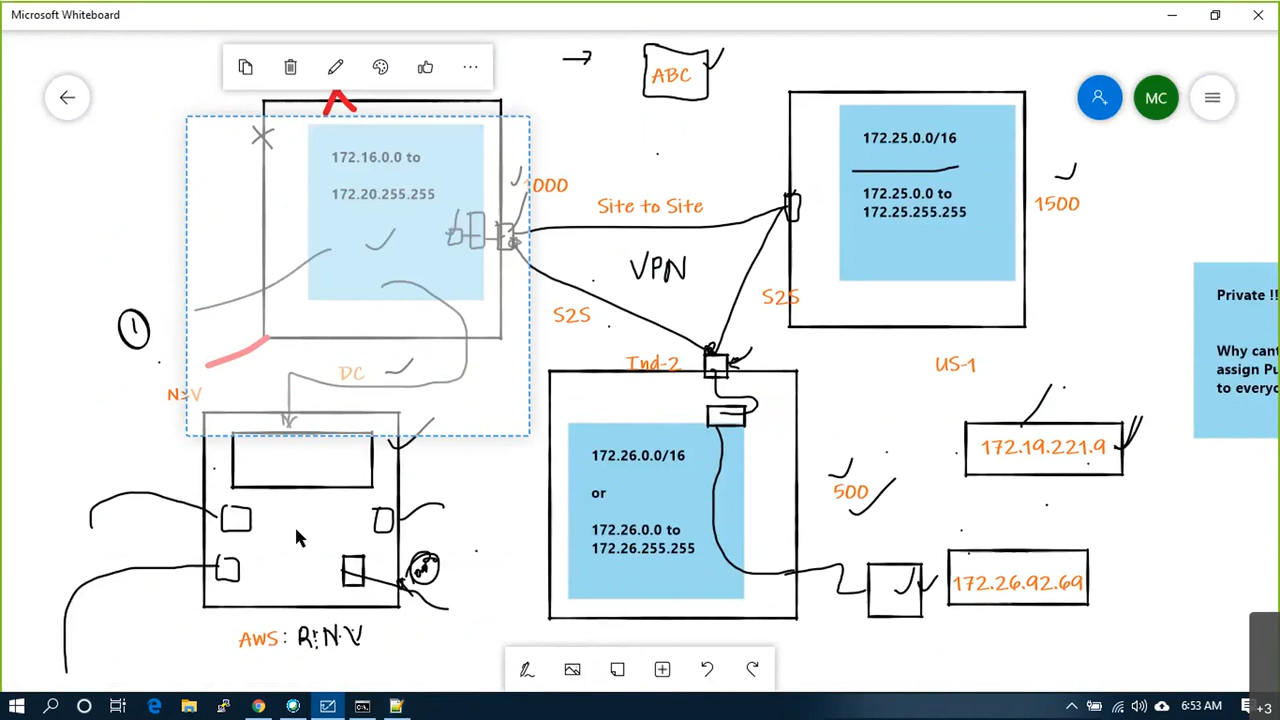 Microsoft Whiteboard
ABC
MC
172.16.0.0 to
172.20.255.255
1000
Site to Site
VPN
S2S
S2S
172.25.0.0/16
172.25.0.0 to
172.25.255.255
1500
1
DC
Ind-2
US-1
Private !!
Why cant
assign Pu
to everyo
172.26.0.0/16
or
172.26.0.0 to
172.26.255.255
500
172.19.221.9
172.26.92.69
AWS: R:N.V
6:53 AM
+3